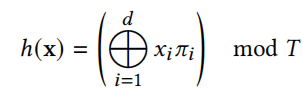 h(x) = (⨁_{i=1}^{d} x_i π_i) mod T